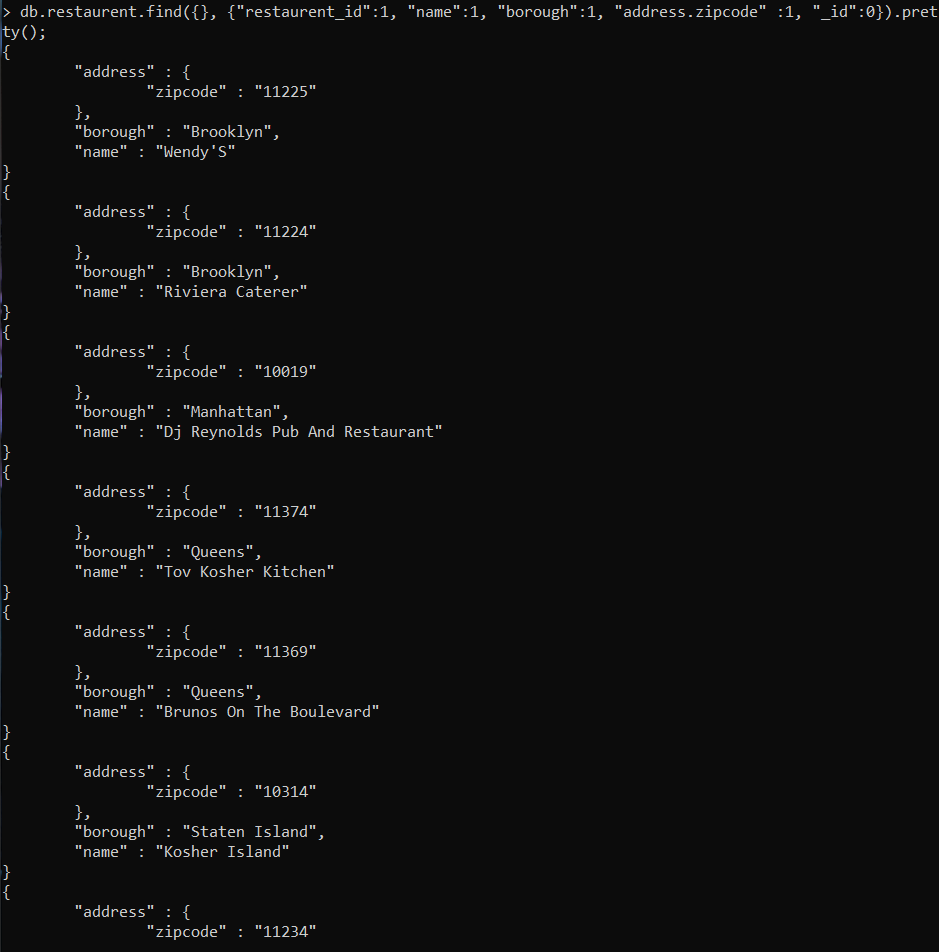 > db.restaurent.find({}, {"restaurent_id":1, "name":1, "borough":1, "address.zipcode" :1, "_id":0}).pret
ty();
{
        "address" : {
                "zipcode" : "11225"
        },
        "borough" : "Brooklyn",
        "name" : "Wendy'S"
}
{
        "address" : {
                "zipcode" : "11224"
        },
        "borough" : "Brooklyn",
        "name" : "Riviera Caterer"
}
{
        "address" : {
                "zipcode" : "10019"
        },
        "borough" : "Manhattan",
        "name" : "Dj Reynolds Pub And Restaurant"
}
{
        "address" : {
                "zipcode" : "11374"
        },
        "borough" : "Queens",
        "name" : "Tov Kosher Kitchen"
}
{
        "address" : {
                "zipcode" : "11369"
        },
        "borough" : "Queens",
        "name" : "Brunos On The Boulevard"
}
{
        "address" : {
                "zipcode" : "10314"
        },
        "borough" : "Staten Island",
        "name" : "Kosher Island"
}
{
        "address" : {
                "zipcode" : "11234"